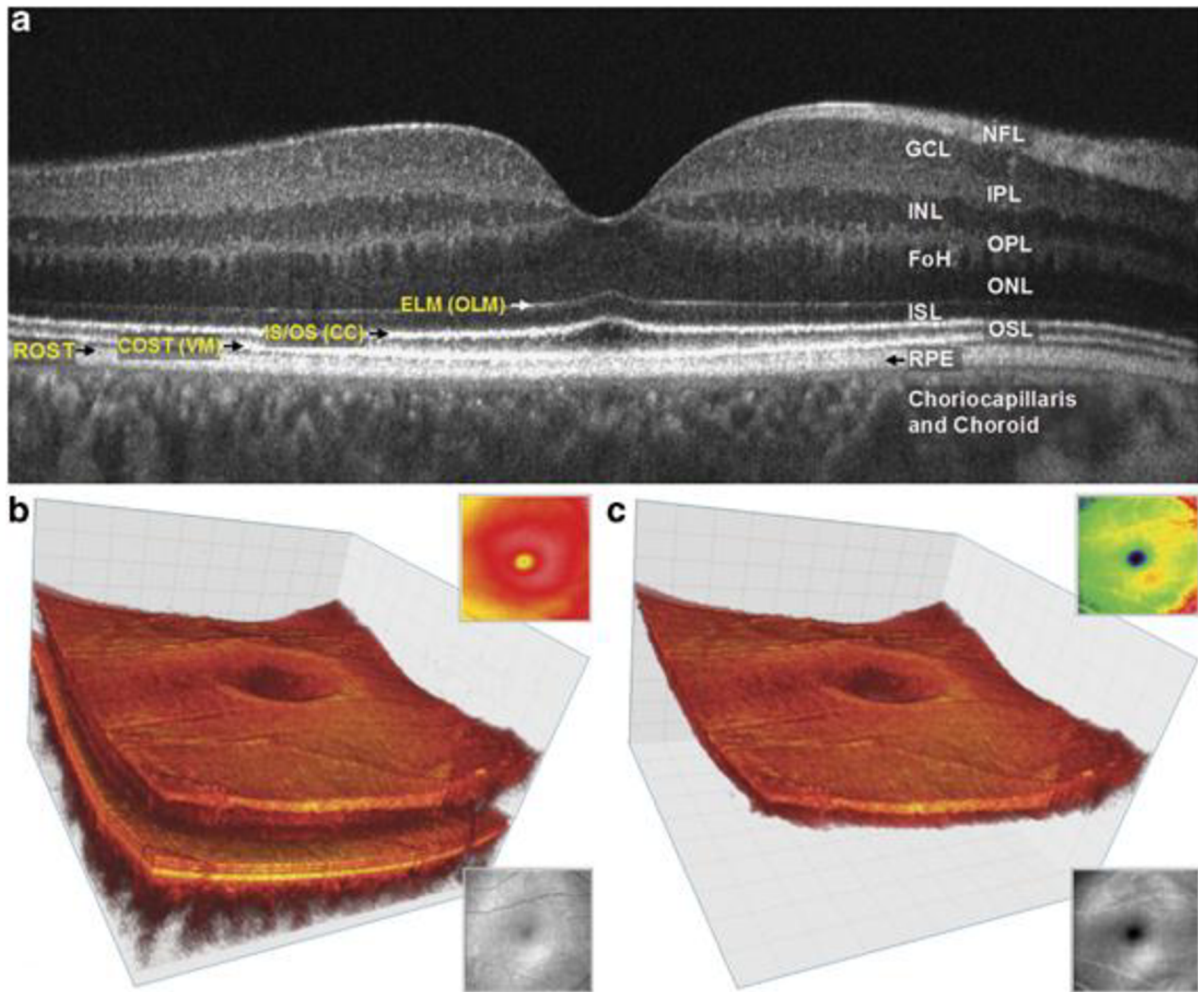 a
NFL
GCL
IPL
INL
OPL
FoH
ONL
ELM (OLM)
ISL
IS/OS (CC)
OSL
COST (VM)
ROST
RPE
Choriocapillaris
and Choroid
b
c